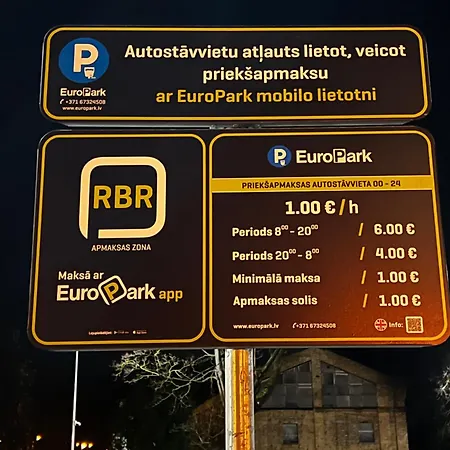 Autostāvvietu atļauts lietot, veicot
priekšapmaksu
ar EuroPark mobilo lietotni
P
EuroPark
+371 67324508
www.europark.lv
RBR
APMAKSAS ZONA
Maksā ar
EuroPark app
P EuroPark
PRIEKŠAPMAKSAS AUTOSTĀVVIETA 00 - 24
1.00 € / h
Periods 8⁰⁰ - 20⁰⁰ / 6.00 €
Periods 20⁰⁰ - 8⁰⁰ / 4.00 €
Minimālā maksa / 1.00 €
Apmaksas solis / 1.00 €
www.europark.lv +371 67324508
Info: